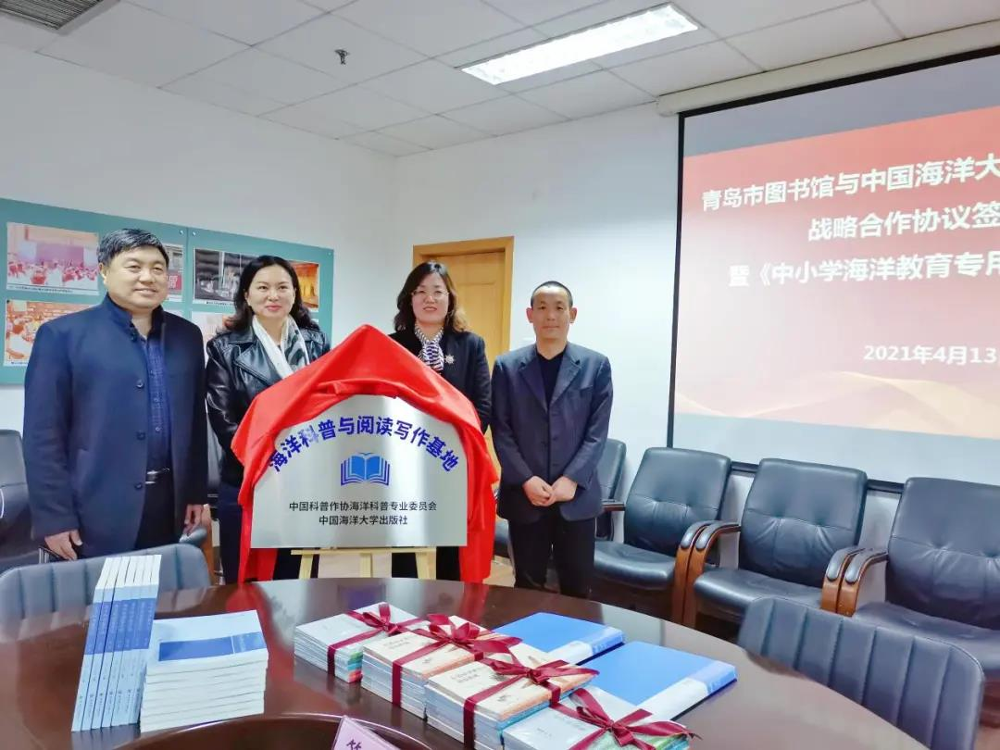 青岛市图书馆与中国海洋大
战略合作协议签
暨《中小学海洋教育专用
2021年4月13
海洋科普与阅读写作基地
中国科普作协海洋科普专业委员会
中国海洋大学出版社